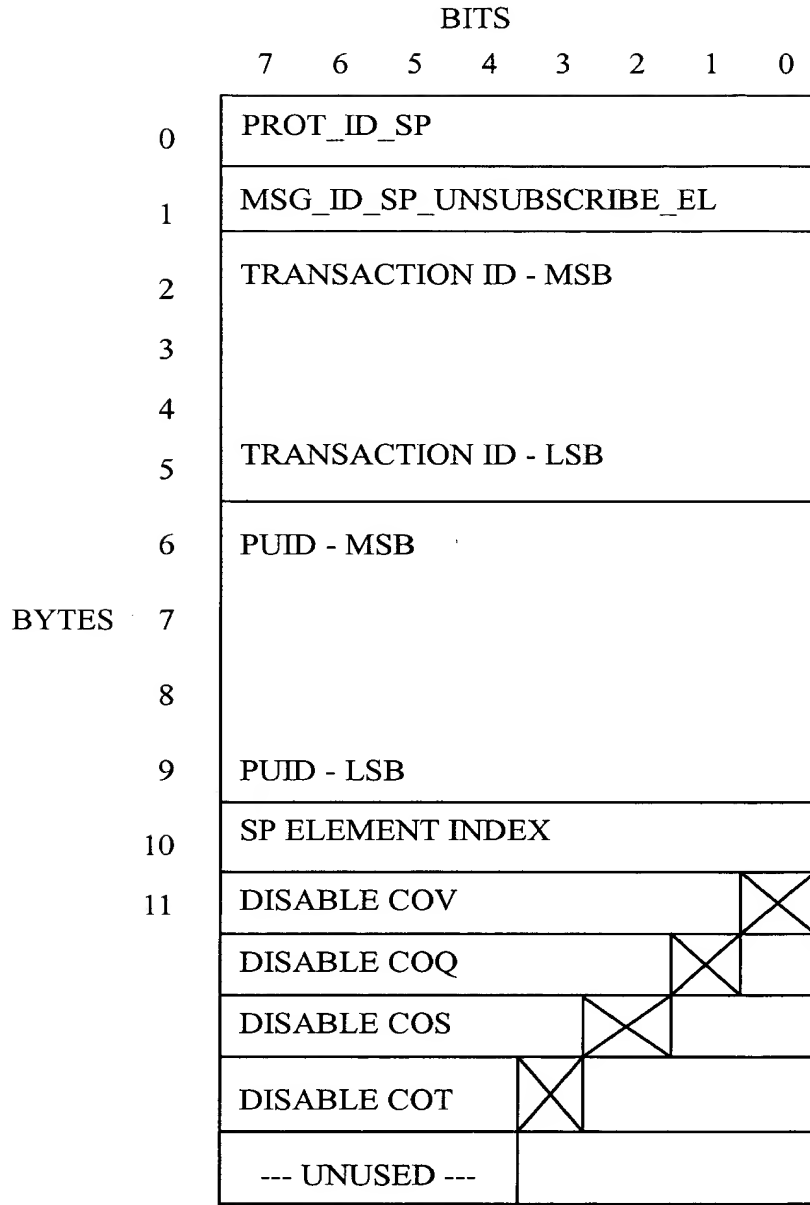 BITS
7 6 5 4 3 2 1 0
0 PROT_ID_SP
1 MSG_ID_SP_UNSUBSCRIBE_EL
2 TRANSACTION ID - MSB
3
4
5 TRANSACTION ID - LSB
6 PUID - MSB
BYTES 7
8
9 PUID - LSB
10 SP ELEMENT INDEX
11 DISABLE COV
DISABLE COQ
DISABLE COS
DISABLE COT
--- UNUSED ---